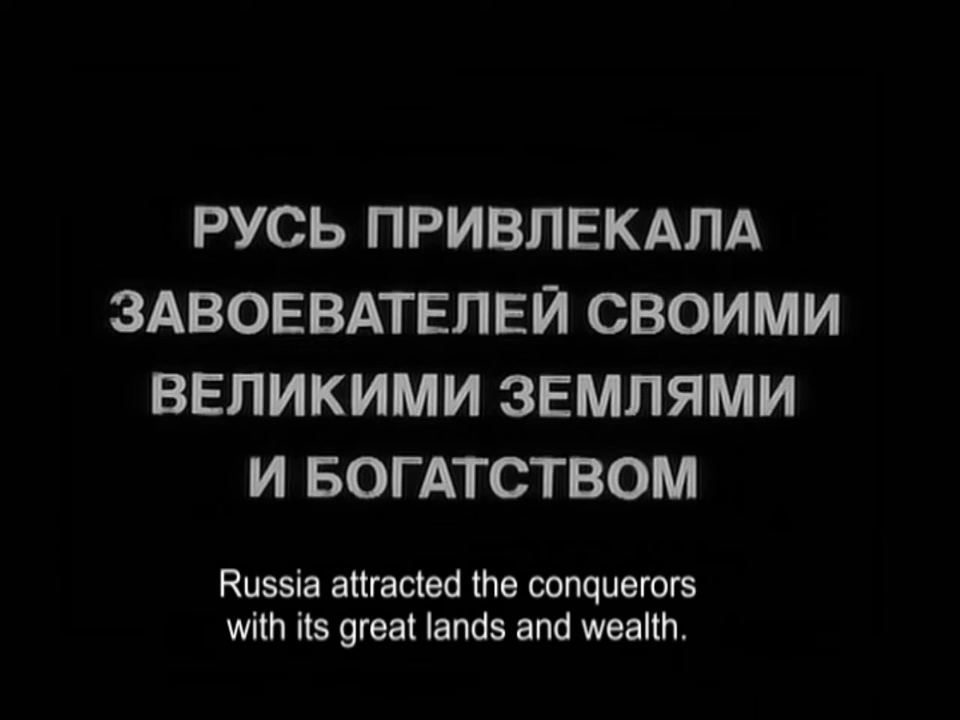 РУСЬ ПРИВЛЕКАЛА
ЗАВОЕВАТЕЛЕЙ СВОИМИ
ВЕЛИКИМИ ЗЕМЛЯМИ
И БОГАТСТВОМ
Russia attracted the conquerors
with its great lands and wealth.